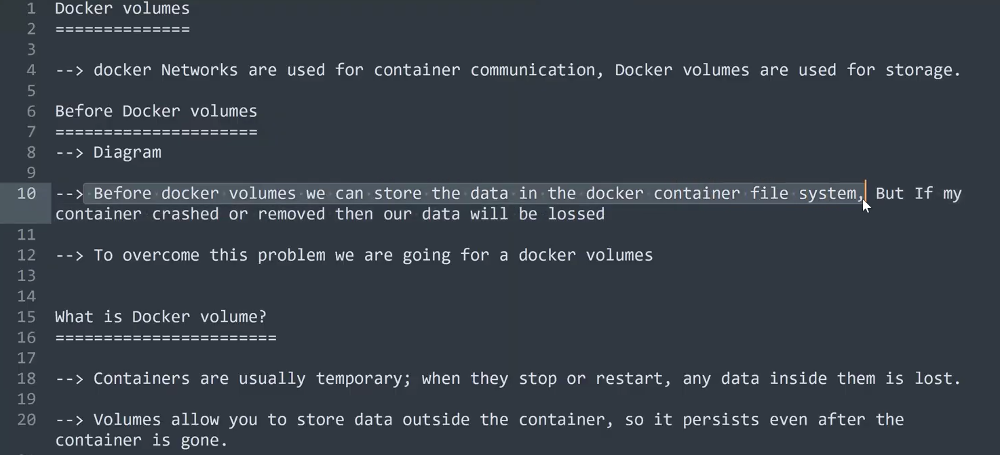 1 Docker volumes
2 ==============
3
4 --> docker Networks are used for container communication, Docker volumes are used for storage.
5
6 Before Docker volumes
7 =====================
8 --> Diagram
9
10 --> Before docker volumes we can store the data in the docker container file system, But If my
container crashed or removed then our data will be lossed
11
12 --> To overcome this problem we are going for a docker volumes
13
14
15 What is Docker volume?
16 =======================
17
18 --> Containers are usually temporary; when they stop or restart, any data inside them is lost.
19
20 --> Volumes allow you to store data outside the container, so it persists even after the
container is gone.